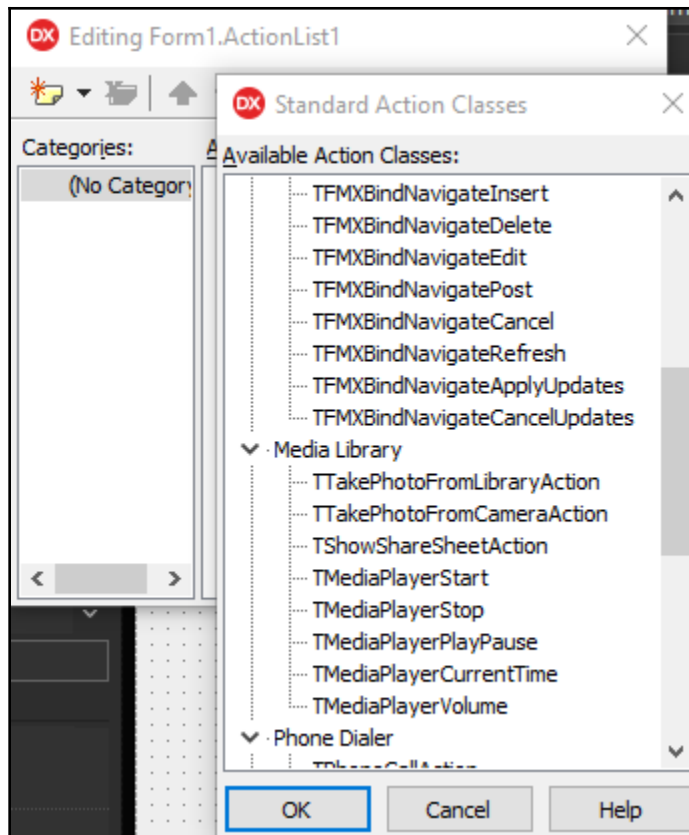 DX Editing Form1.ActionList1
DX Standard Action Classes
Categories:
(No Category
Available Action Classes:
TFMXBindNavigateInsert
TFMXBindNavigateDelete
TFMXBindNavigateEdit
TFMXBindNavigatePost
TFMXBindNavigateCancel
TFMXBindNavigateRefresh
TFMXBindNavigateApplyUpdates
TFMXBindNavigateCancelUpdates
Media Library
TTakePhotoFromLibraryAction
TTakePhotoFromCameraAction
TShowShareSheetAction
TMediaPlayerStart
TMediaPlayerStop
TMediaPlayerPlayPause
TMediaPlayerCurrentTime
TMediaPlayerVolume
Phone Dialer
TPhoneCallAction
OK
Cancel
Help